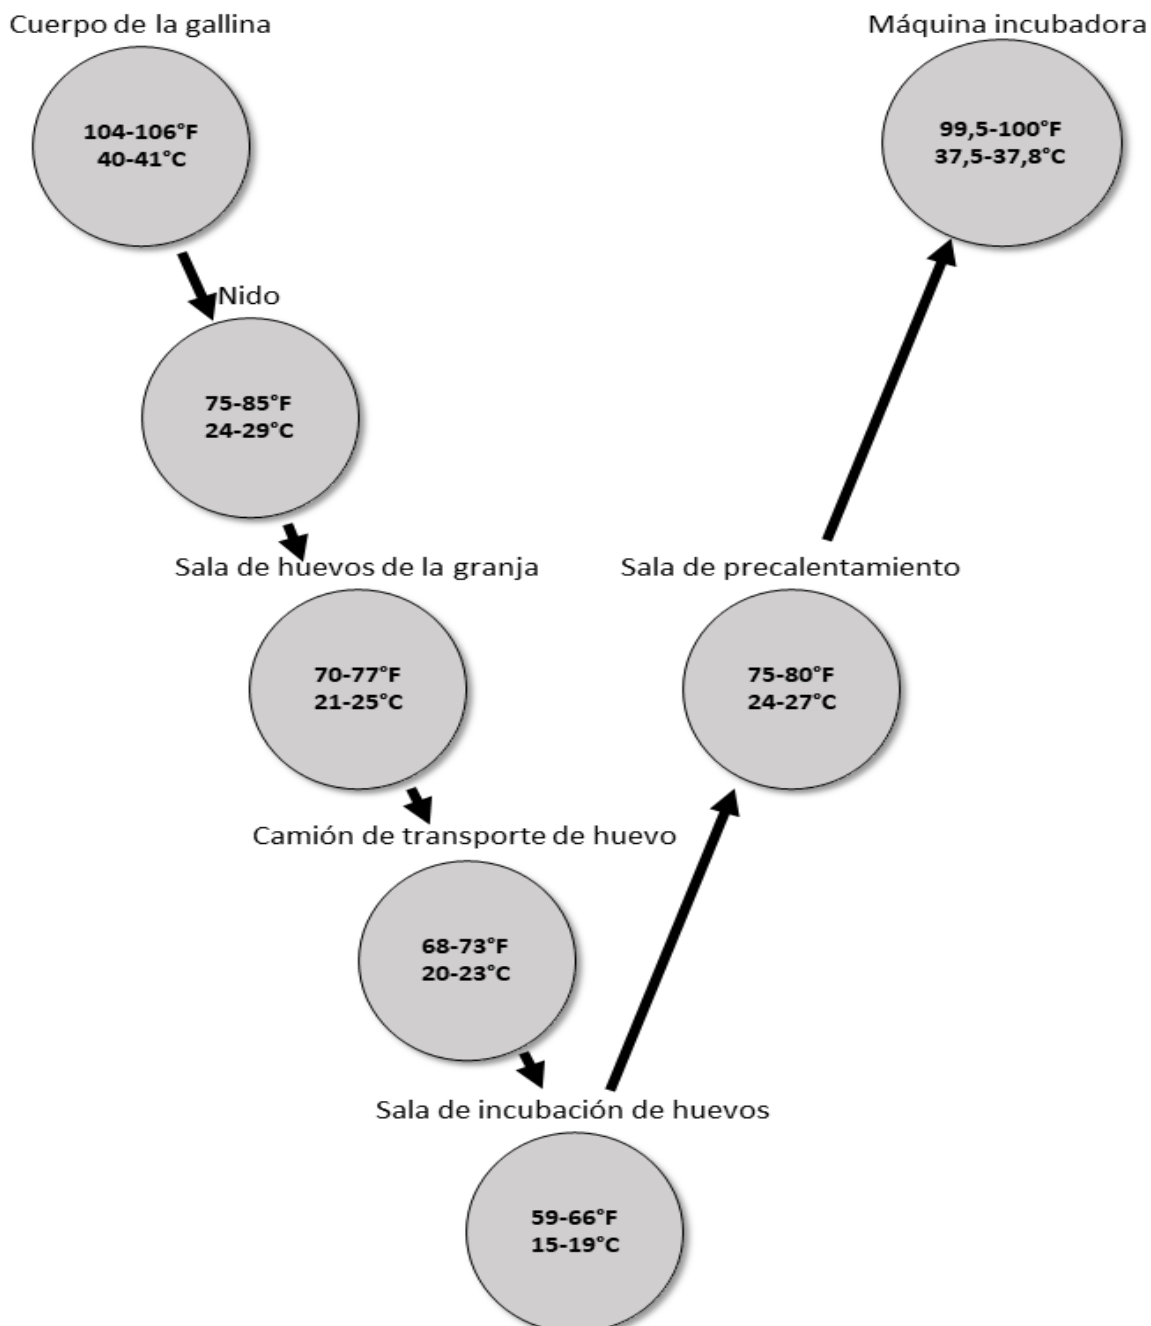 Cuerpo de la gallina
104-106°F
40-41°C
Nido
75-85°F
24-29°C
Sala de huevos de la granja
70-77°F
21-25°C
Camión de transporte de huevo
68-73°F
20-23°C
Sala de incubación de huevos
59-66°F
15-19°C
Sala de precalentamiento
75-80°F
24-27°C
Máquina incubadora
99,5-100°F
37,5-37,8°C